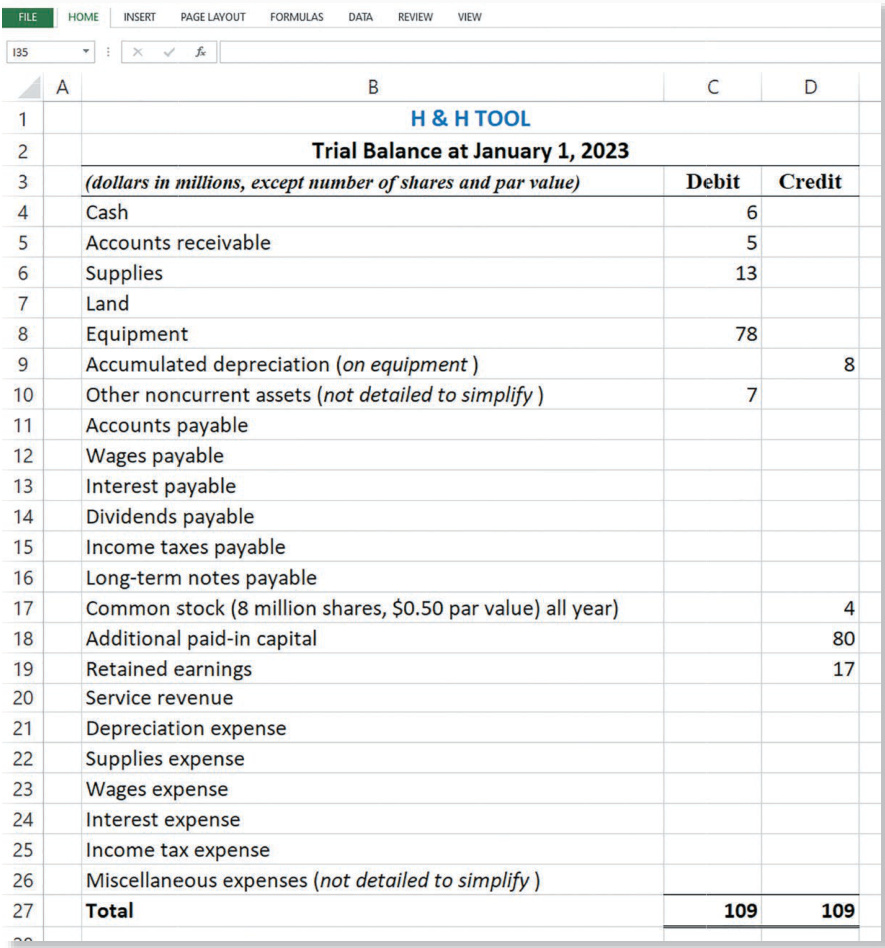 FILE HOME INSERT PAGE LAYOUT FORMULAS DATA REVIEW VIEW
I35 fx
A B C D
1 H & H TOOL
2 Trial Balance at January 1, 2023
3 (dollars in millions, except number of shares and par value) Debit Credit
4 Cash 6
5 Accounts receivable 5
6 Supplies 13
7 Land
8 Equipment 78
9 Accumulated depreciation (on equipment ) 8
10 Other noncurrent assets (not detailed to simplify ) 7
11 Accounts payable
12 Wages payable
13 Interest payable
14 Dividends payable
15 Income taxes payable
16 Long-term notes payable
17 Common stock (8 million shares, $0.50 par value) all year) 4
18 Additional paid-in capital 80
19 Retained earnings 17
20 Service revenue
21 Depreciation expense
22 Supplies expense
23 Wages expense
24 Interest expense
25 Income tax expense
26 Miscellaneous expenses (not detailed to simplify )
27 Total 109 109